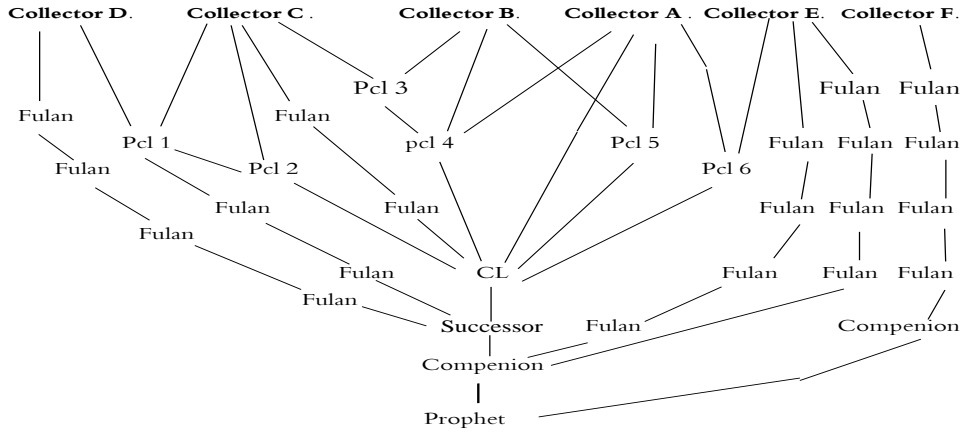 Collector D. Collector C . Collector B. Collector A . Collector E. Collector F.
Pcl 3 Fulan Fulan
Fulan Fulan
Pcl 1 pcl 4 Pcl 5 Fulan Fulan Fulan
Fulan Pcl 2 Pcl 6
Fulan Fulan Fulan Fulan Fulan
Fulan
Fulan CL Fulan Fulan Fulan
Fulan
Successor Fulan Compenion
Compenion
Prophet